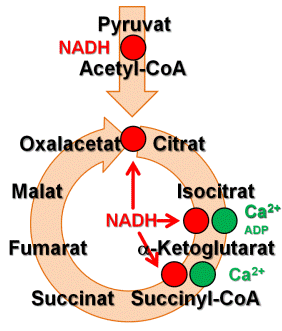 Pyruvat
NADH
Acetyl-CoA
Oxalacetat Citrat
Malat Isocitrat
NADH Ca²⁺
ADP
Fumarat α-Ketoglutarat
Ca²⁺
Succinat Succinyl-CoA